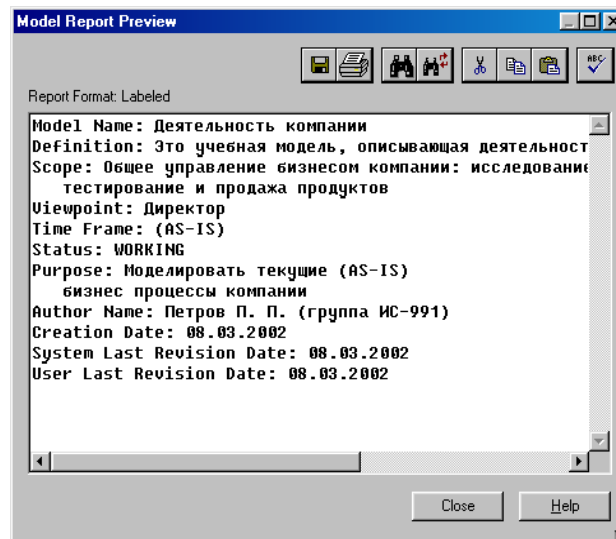 Model Report Preview
ABC
Report Format: Labeled
Model Name: Деятельность компании
Definition: Это учебная модель, описывающая деятельност
Scope: Общее управление бизнесом компании: исследование
тестирование и продажа продуктов
Viewpoint: Директор
Time Frame: (AS-IS)
Status: WORKING
Purpose: Моделировать текущие (AS-IS)
бизнес процессы компании
Author Name: Петров П. П. (группа ИС-991)
Creation Date: 08.03.2002
System Last Revision Date: 08.03.2002
User Last Revision Date: 08.03.2002
Close Help